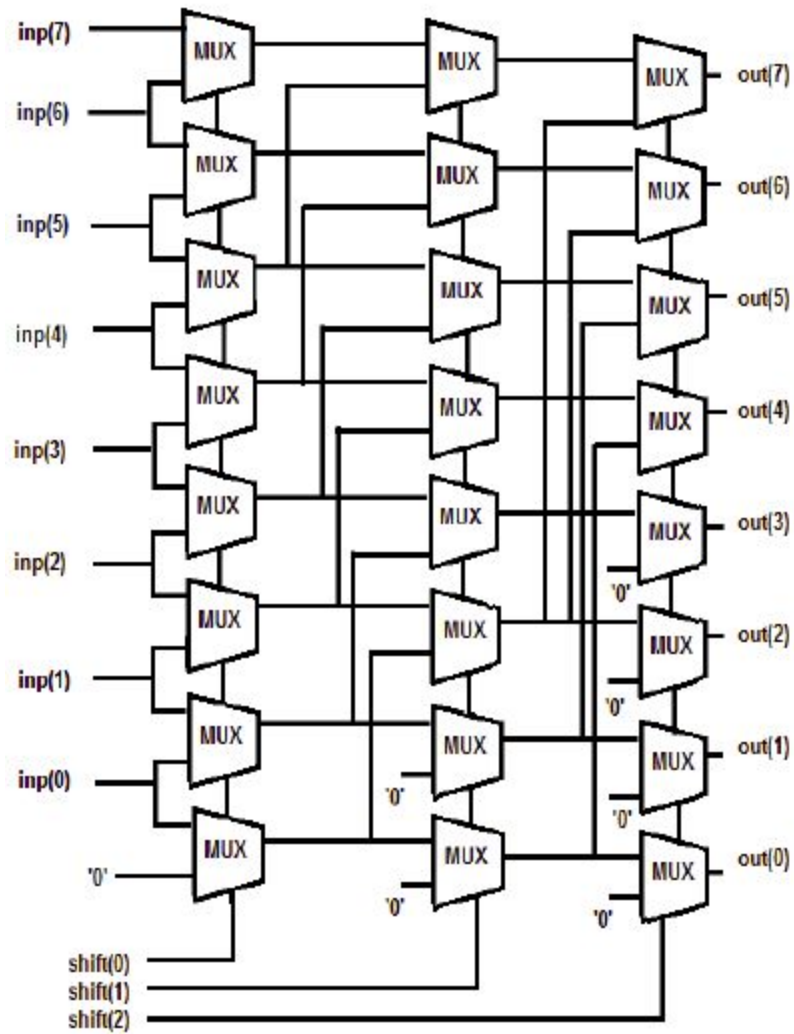 inp(7)
MUX
MUX
MUX
out(7)
inp(6)
MUX
MUX
MUX
out(6)
inp(5)
MUX
MUX
MUX
out(5)
inp(4)
MUX
MUX
MUX
out(4)
inp(3)
MUX
MUX
MUX
out(3)
'0'
inp(2)
MUX
MUX
MUX
out(2)
'0'
inp(1)
MUX
MUX
MUX
out(1)
'0'
'0'
inp(0)
MUX
MUX
MUX
out(0)
'0'
'0'
'0'
shift(0)
shift(1)
shift(2)